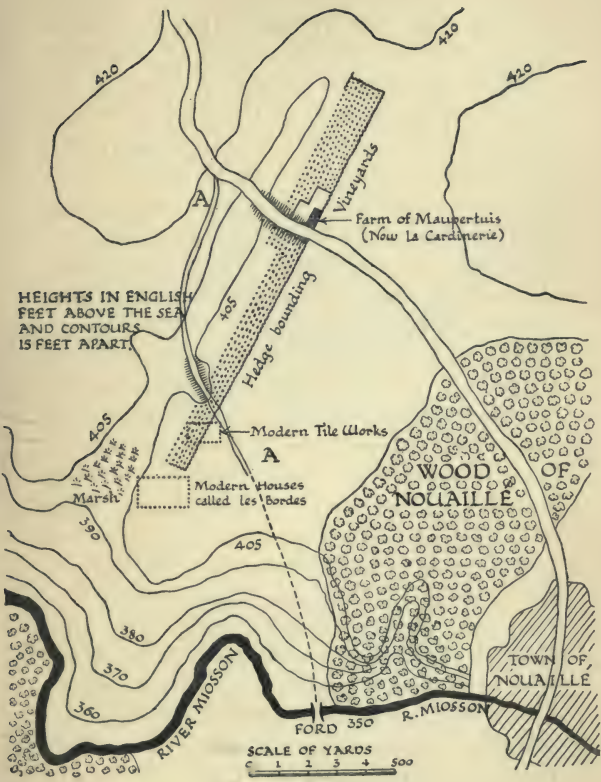 420
420
420
A
Vineyards
Farm of Maupertuis
(Now La Cardinerie)
HEIGHTS IN ENGLISH
FEET ABOVE THE SEA
AND CONTOURS
15 FEET APART.
405
Hedge bounding
405
Modern Tile Works
A
WOOD OF
NOUAILLÉ
Marsh
Modern Houses
called les Bordes
390
405
380
370
360
TOWN OF
NOUAILLE
RIVER MIOSSON
FORD
350
R. MIOSSON
SCALE OF YARDS
0 1 2 3 4 500